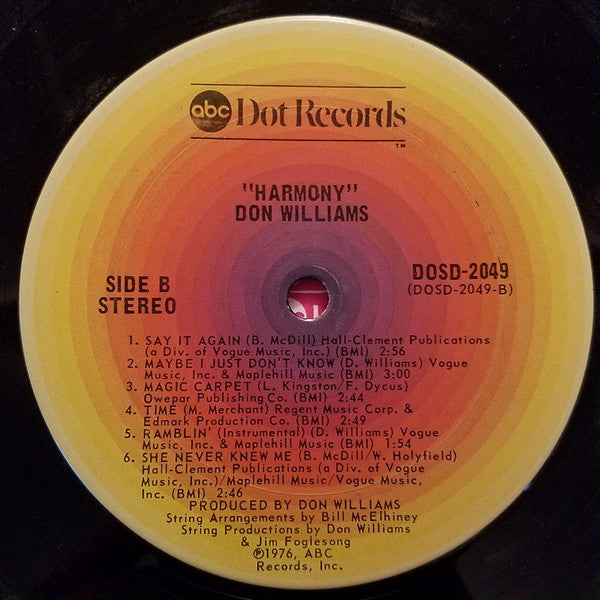 abc Dot Records
™
"HARMONY"
DON WILLIAMS
SIDE B
STEREO
DOSD-2049
(DOSD-2049-B)
1. SAY IT AGAIN (B. McDill) Hall-Clement Publications
(a Div. of Vogue Music, Inc.) (BMI) 2:56
2. MAYBE I JUST DON'T KNOW (D. Williams) Vogue
Music, Inc. & Maplehill Music (BMI) 3:00
3. MAGIC CARPET (L. Kingston/F. Dycus)
Owepar Publishing Co. (BMI) 2:44
4. TIME (M. Merchant) Regent Music Corp. &
Edmark Production Co. (BMI) 2:49
5. RAMBLIN' (Instrumental) (D. Williams) Vogue
Music, Inc. & Maplehill Music (BMI) 1:54
6. SHE NEVER KNEW ME (B. McDill/W. Holyfield)
Hall-Clement Publications (a Div. of Vogue
Music, Inc.)/Maplehill Music/Vogue Music,
Inc. (BMI) 2:46
PRODUCED BY DON WILLIAMS
String Arrangements by Bill McElhiney
String Productions by Don Williams
& Jim Foglesong
℗1976, ABC
Records, Inc.